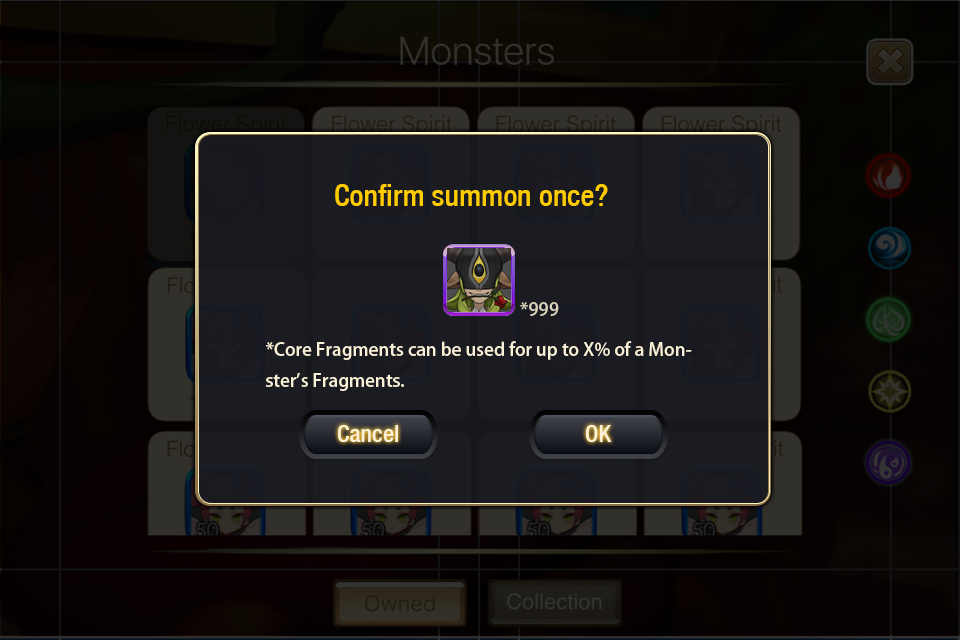 Monsters
Flower Spirit
Flower Spirit
Flower Spirit
Flower Spirit
Confirm summon once?
*999
*Core Fragments can be used for up to X% of a Mon-
ster’s Fragments.
Cancel
OK
50
50
50
50
Owned
Collection